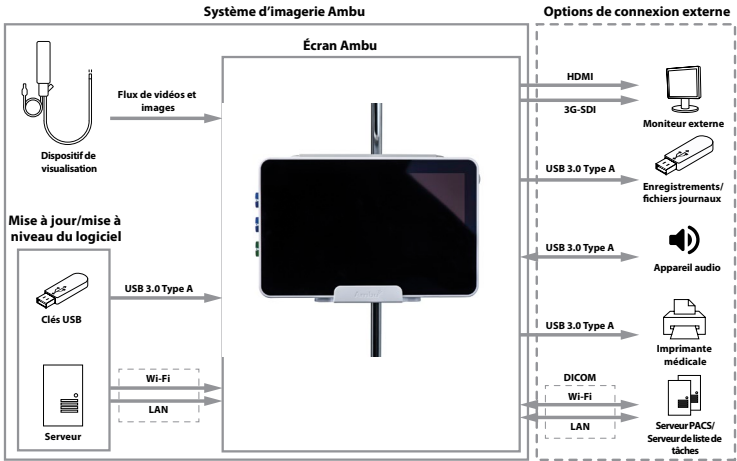 Système d'imagerie Ambu
Options de connexion externe
Écran Ambu
Flux de vidéos et
images
Dispositif de
visualisation
Mise à jour/mise à
niveau du logiciel
USB 3.0 Type A
Clés USB
Wi-Fi
LAN
Serveur
HDMI
3G-SDI
Moniteur externe
USB 3.0 Type A
Enregistrements/
fichiers journaux
USB 3.0 Type A
Appareil audio
USB 3.0 Type A
Imprimante
médicale
DICOM
Wi-Fi
LAN
Serveur PACS/
Serveur de liste de
tâches